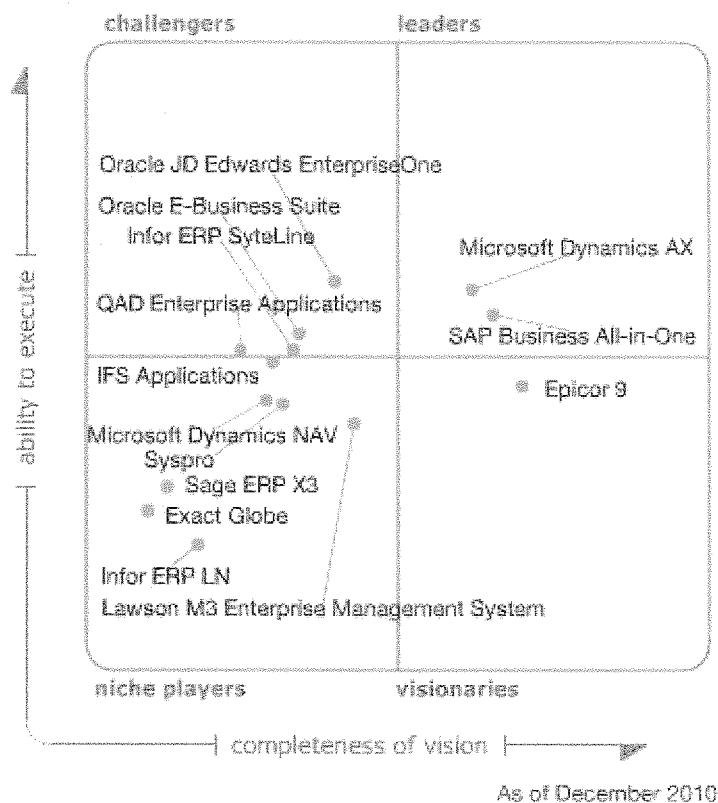 challengers
leaders
Oracle JD Edwards EnterpriseOne
Oracle E-Business Suite
Infor ERP SyteLine
Microsoft Dynamics AX
QAD Enterprise Applications
SAP Business All-in-One
ability to execute
IFS Applications
Epicor 9
Microsoft Dynamics NAV
Syspro
Sage ERP X3
Exact Globe
Infor ERP LN
Lawson M3 Enterprise Management System
niche players
visionaries
completeness of vision
As of December 2010